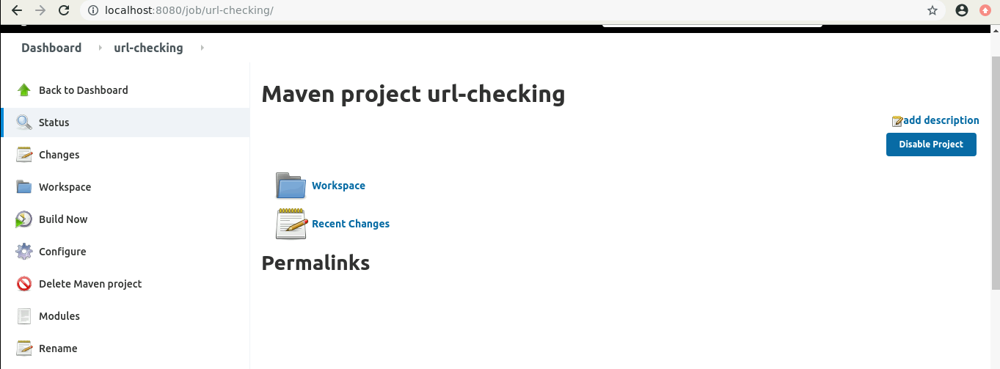 localhost:8080/job/url-checking/
Dashboard
url-checking
Back to Dashboard
Status
Changes
Workspace
Build Now
Configure
Delete Maven project
Modules
Rename
Maven project url-checking
add description
Disable Project
Workspace
Recent Changes
Permalinks